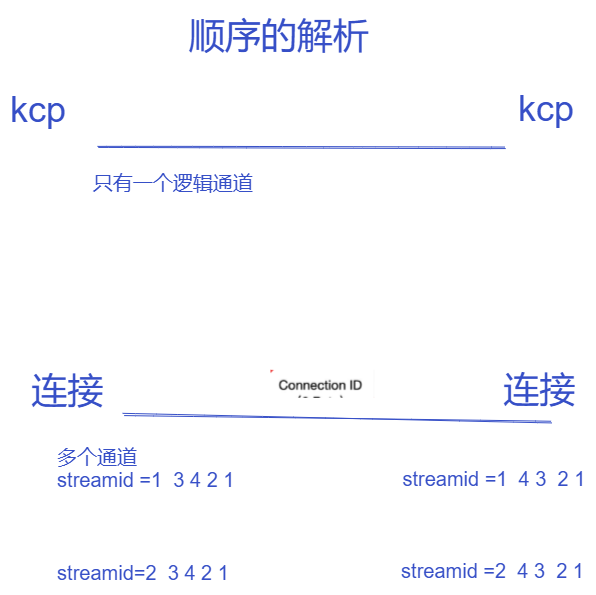 顺序的解析
kcp kcp
只有一个逻辑通道
连接 Connection ID 连接
多个通道
streamid =1 3 4 2 1 streamid =1 4 3 2 1
streamid=2 3 4 2 1 streamid =2 4 3 2 1